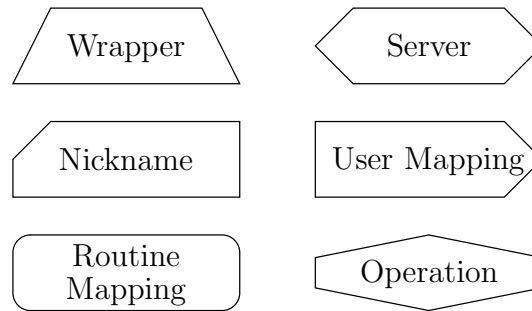 Wrapper
Server
Nickname
User Mapping
Routine
Mapping
Operation